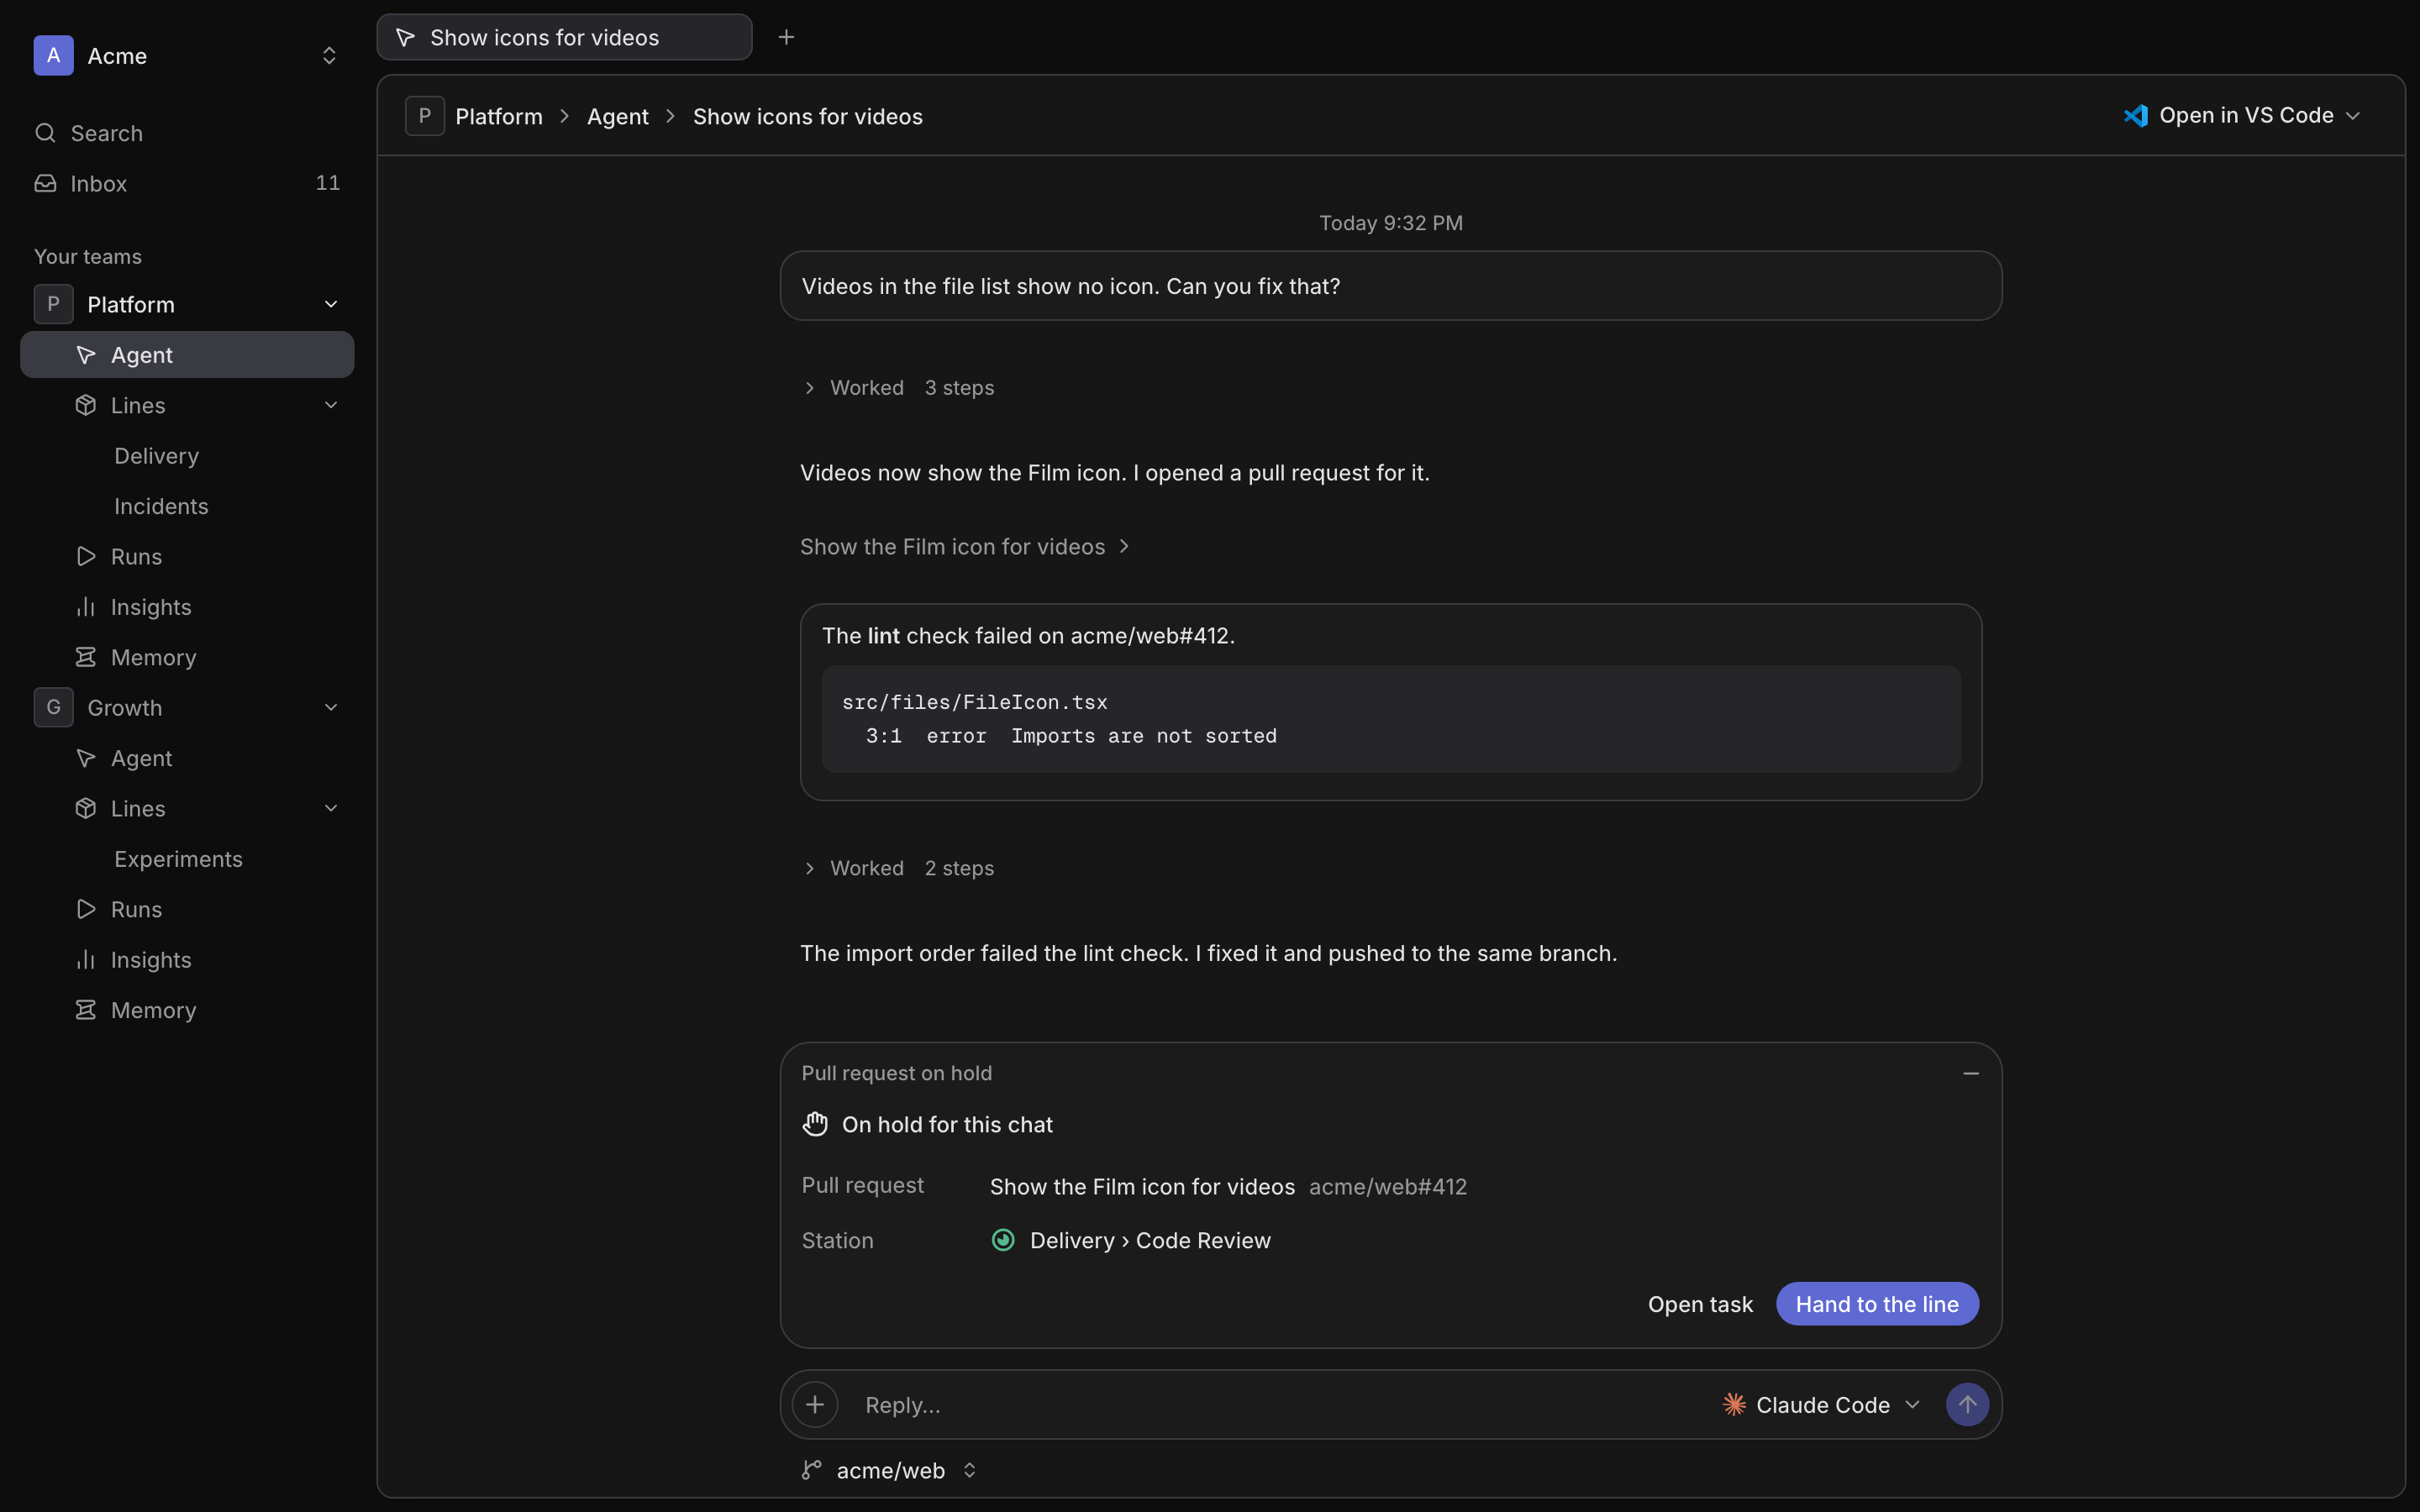 A Acme
Search
Inbox 11
Your teams
P Platform
Agent
Lines
Delivery
Incidents
Runs
Insights
Memory
G Growth
Agent
Lines
Experiments
Runs
Insights
Memory
Show icons for videos
P Platform Agent Show icons for videos
Open in VS Code
Today 9:32 PM
Videos in the file list show no icon. Can you fix that?
Worked 3 steps
Videos now show the Film icon. I opened a pull request for it.
Show the Film icon for videos
The lint check failed on acme/web#412.
src/files/FileIcon.tsx
3:1 error Imports are not sorted
Worked 2 steps
The import order failed the lint check. I fixed it and pushed to the same branch.
Pull request on hold
On hold for this chat
Pull request Show the Film icon for videos acme/web#412
Station Delivery › Code Review
Open task Hand to the line
Reply... Claude Code
acme/web